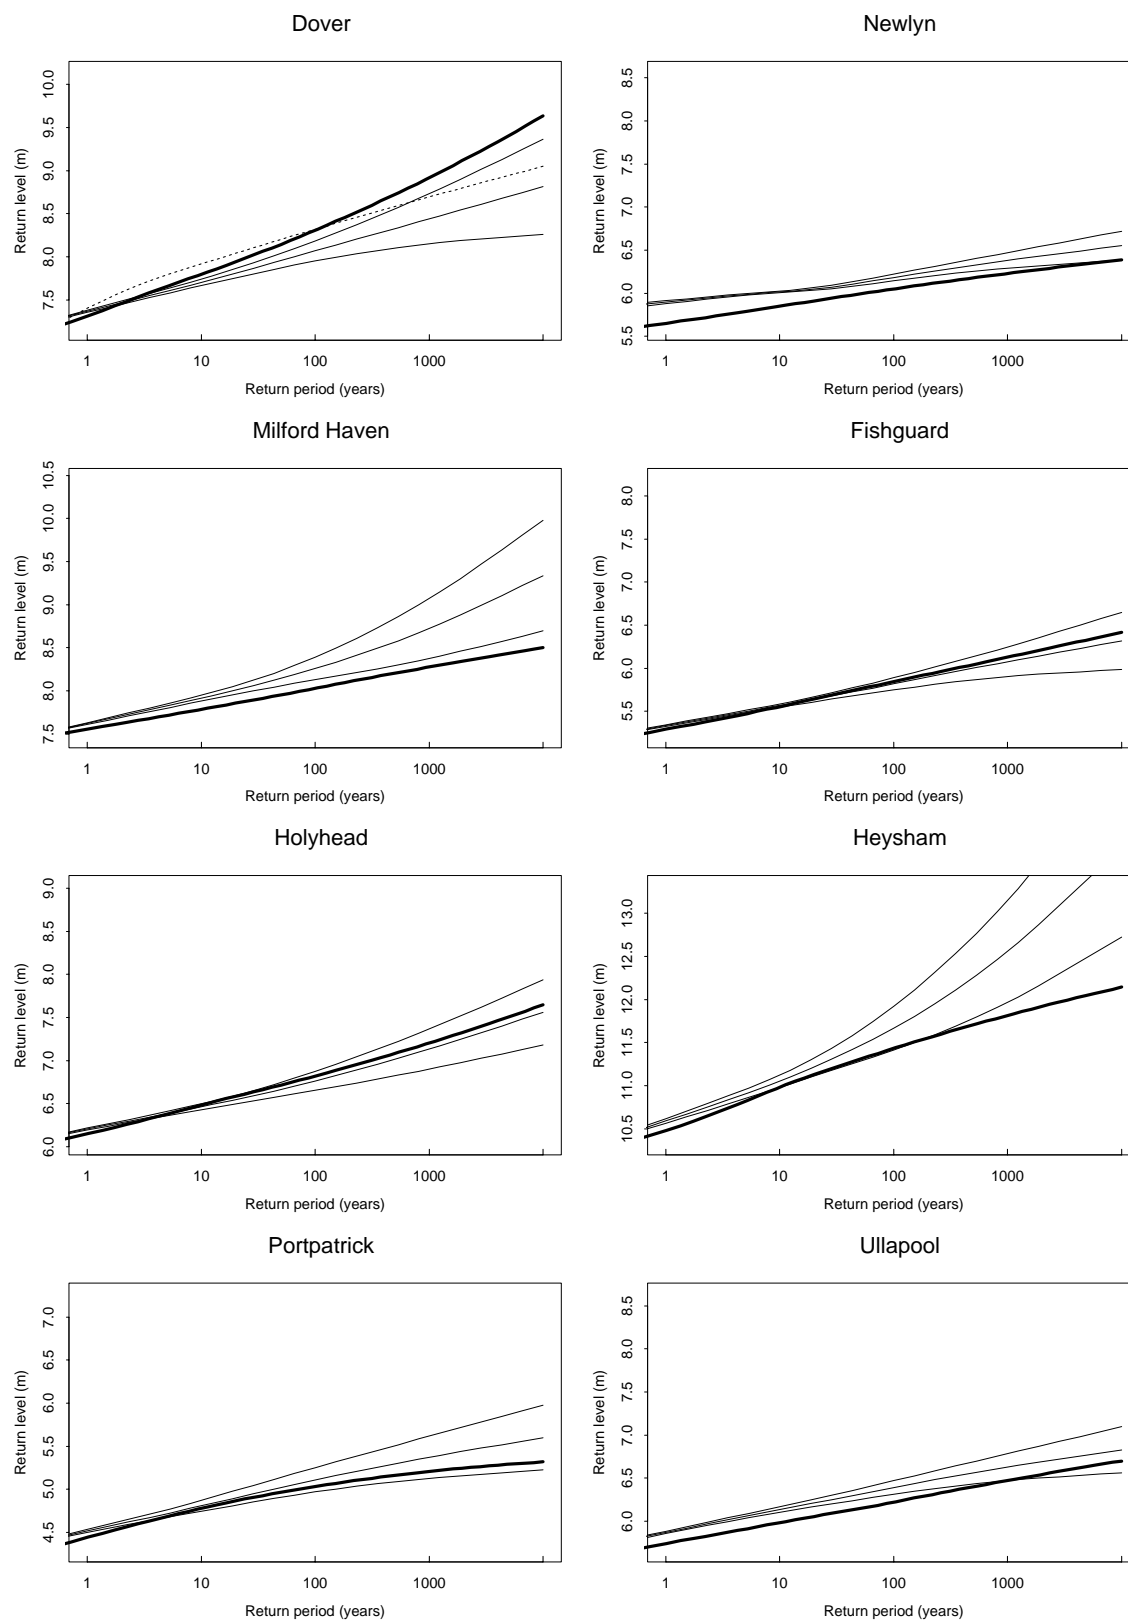 Dover
Return level (m)
7.5 8.0 8.5 9.0 9.5 10.0
1 10 100 1000
Return period (years)
Newlyn
Return level (m)
5.5 6.0 6.5 7.0 7.5 8.0 8.5
1 10 100 1000
Return period (years)
Milford Haven
Return level (m)
7.5 8.0 8.5 9.0 9.5 10.0 10.5
1 10 100 1000
Return period (years)
Fishguard
Return level (m)
5.5 6.0 6.5 7.0 7.5 8.0
1 10 100 1000
Return period (years)
Holyhead
Return level (m)
6.0 6.5 7.0 7.5 8.0 8.5 9.0
1 10 100 1000
Return period (years)
Heysham
Return level (m)
10.5 11.0 11.5 12.0 12.5 13.0
1 10 100 1000
Return period (years)
Portpatrick
Return level (m)
4.5 5.0 5.5 6.0 6.5 7.0
1 10 100 1000
Return period (years)
Ullapool
Return level (m)
6.0 6.5 7.0 7.5 8.0 8.5
1 10 100 1000
Return period (years)